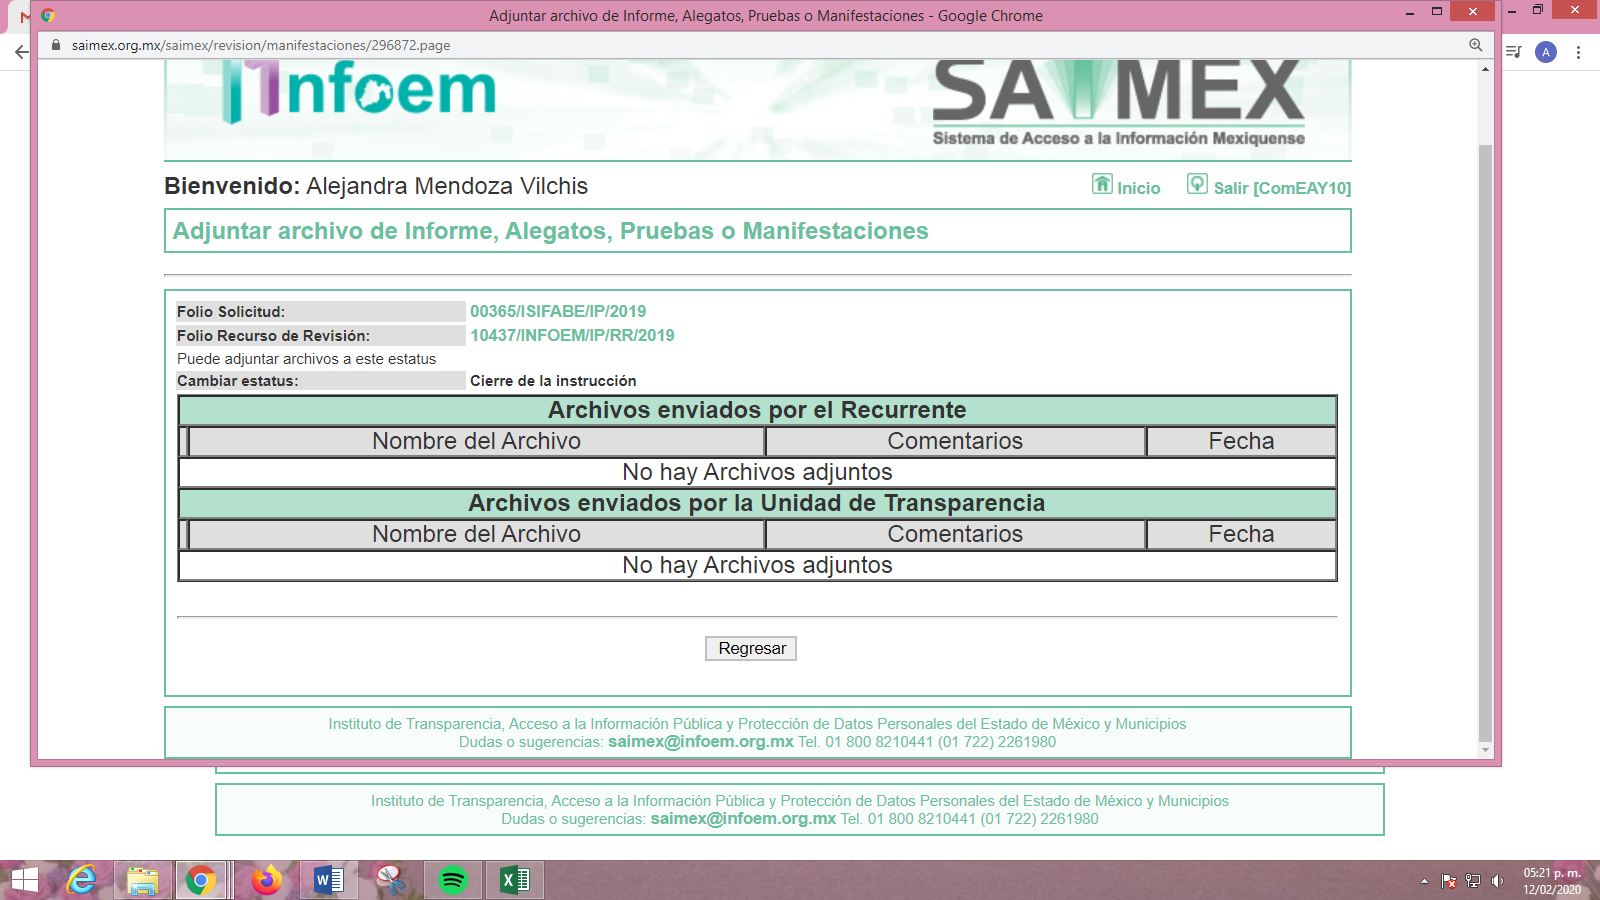 Adjuntar archivo de Informe, Alegatos, Pruebas o Manifestaciones - Google Chrome
saimex.org.mx/saimex/revision/manifestaciones/296872.page
A
infoem
SAIMEX
Sistema de Acceso a la Información Mexiquense
Bienvenido: Alejandra Mendoza Vilchis
Inicio
Salir [ComEAY10]
Adjuntar archivo de Informe, Alegatos, Pruebas o Manifestaciones
Folio Solicitud: 00365/ISIFABE/IP/2019
Folio Recurso de Revisión: 10437/INFOEM/IP/RR/2019
Puede adjuntar archivos a este estatus
Cambiar estatus: Cierre de la instrucción
Archivos enviados por el Recurrente
Nombre del Archivo Comentarios Fecha
No hay Archivos adjuntos
Archivos enviados por la Unidad de Transparencia
Nombre del Archivo Comentarios Fecha
No hay Archivos adjuntos
Regresar
Instituto de Transparencia, Acceso a la Información Pública y Protección de Datos Personales del Estado de México y Municipios
Dudas o sugerencias: saimex@infoem.org.mx Tel. 01 800 8210441 (01 722) 2261980
Instituto de Transparencia, Acceso a la Información Pública y Protección de Datos Personales del Estado de México y Municipios
Dudas o sugerencias: saimex@infoem.org.mx Tel. 01 800 8210441 (01 722) 2261980
05:21 p. m.
12/02/2020